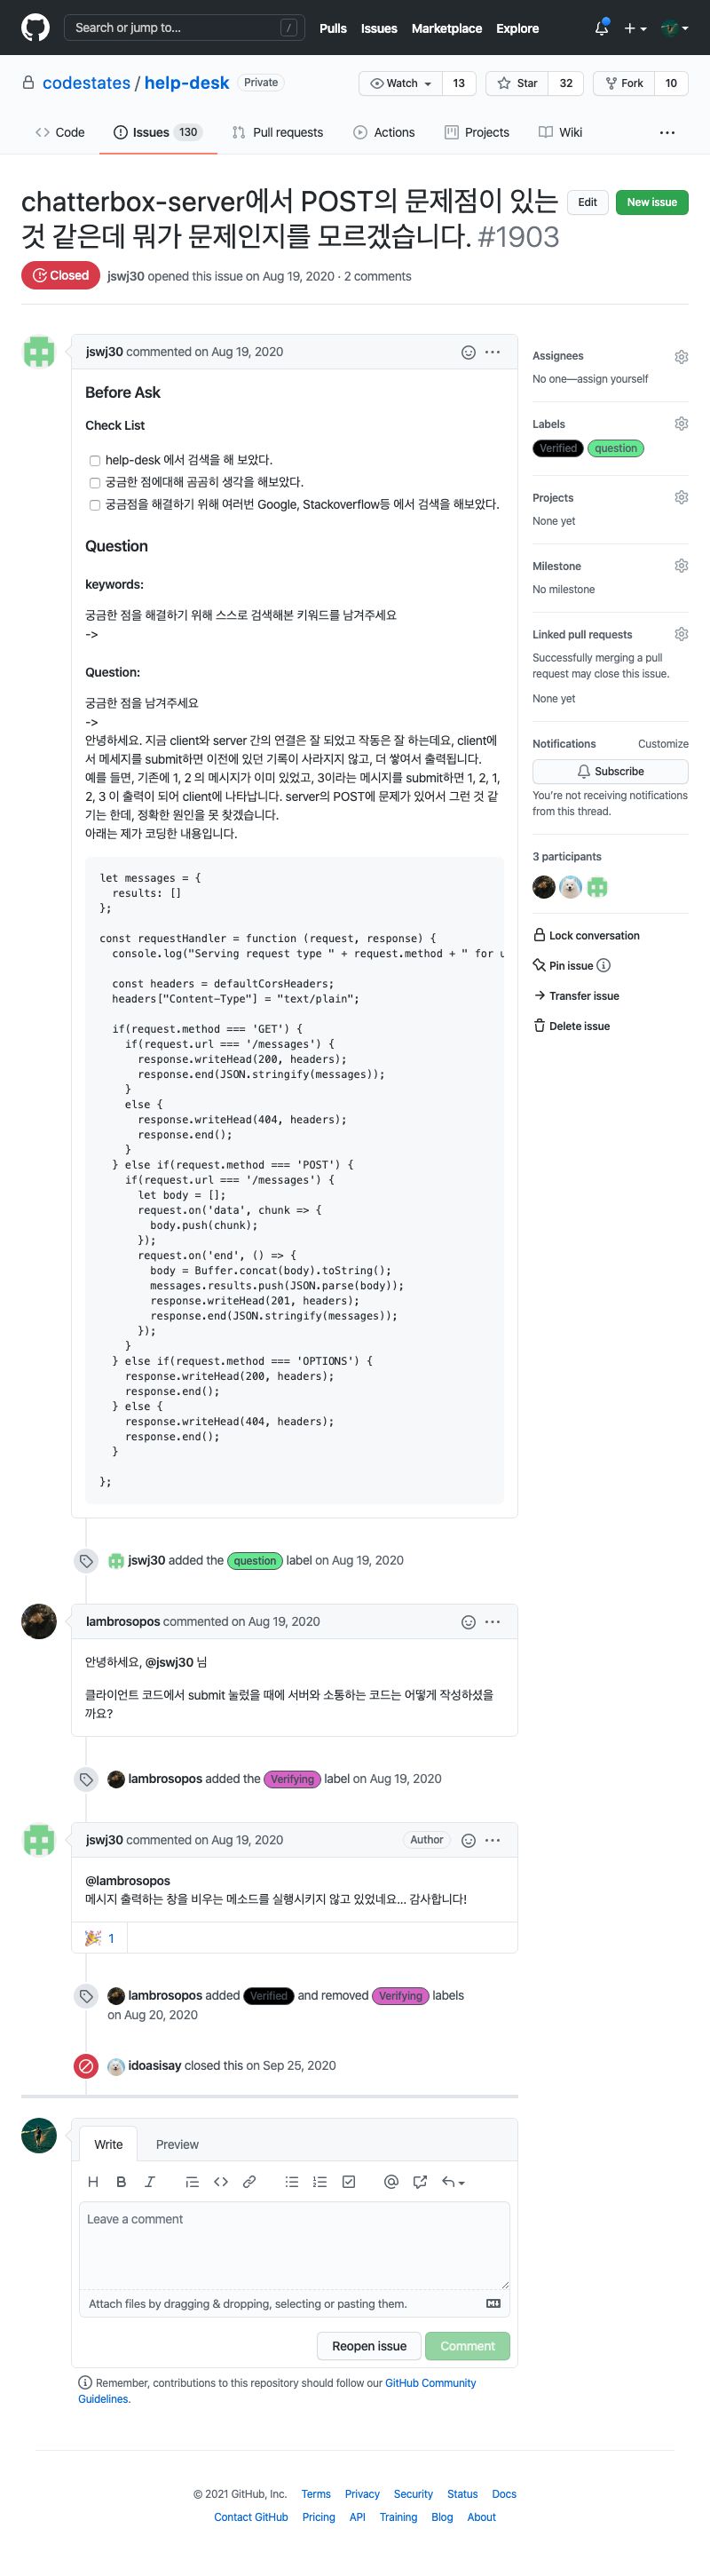 Search or jump to... / Pulls Issues Marketplace Explore
codestates / help-desk Private Watch 13 Star 32 Fork 10
Code Issues 130 Pull requests Actions Projects Wiki
chatterbox-server에서 POST의 문제점이 있는
것 같은데 뭐가 문제인지를 모르겠습니다. #1903
Edit New issue
Closed jswj30 opened this issue on Aug 19, 2020 · 2 comments
jswj30 commented on Aug 19, 2020
Before Ask
Check List
help-desk 에서 검색을 해 보았다.
궁금한 점에대해 곰곰히 생각을 해보았다.
궁금점을 해결하기 위해 여러번 Google, Stackoverflow등 에서 검색을 해보았다.
Question
keywords:
궁금한 점을 해결하기 위해 스스로 검색해본 키워드를 남겨주세요
->
Question:
궁금한 점을 남겨주세요
->
안녕하세요. 지금 client와 server 간의 연결은 잘 되었고 작동은 잘 하는데요, client에
서 메세지를 submit하면 이전에 있던 기록이 사라지지 않고, 더 쌓여서 출력됩니다.
예를 들면, 기존에 1, 2 의 메시지가 이미 있었고, 3이라는 메시지를 submit하면 1, 2, 1,
2, 3 이 출력이 되어 client에 나타납니다. server의 POST에 문제가 있어서 그런 것 같
기는 한데, 정확한 원인을 못 찾겠습니다.
아래는 제가 코딩한 내용입니다.
let messages = {
  results: []
};
const requestHandler = function (request, response) {
  console.log("Serving request type " + request.method + " for u
  const headers = defaultCorsHeaders;
  headers["Content-Type"] = "text/plain";
  if(request.method === 'GET') {
    if(request.url === '/messages') {
      response.writeHead(200, headers);
      response.end(JSON.stringify(messages));
    }
    else {
      response.writeHead(404, headers);
      response.end();
    }
  } else if(request.method === 'POST') {
    if(request.url === '/messages') {
      let body = [];
      request.on('data', chunk => {
        body.push(chunk);
      });
      request.on('end', () => {
        body = Buffer.concat(body).toString();
        messages.results.push(JSON.parse(body));
        response.writeHead(201, headers);
        response.end(JSON.stringify(messages));
      });
    }
  } else if(request.method === 'OPTIONS') {
    response.writeHead(200, headers);
    response.end();
  } else {
    response.writeHead(404, headers);
    response.end();
  }
};
Assignees
No one—assign yourself
Labels
Verified question
Projects
None yet
Milestone
No milestone
Linked pull requests
Successfully merging a pull
request may close this issue.
None yet
Notifications Customize
Subscribe
You're not receiving notifications
from this thread.
3 participants
Lock conversation
Pin issue
Transfer issue
Delete issue
jswj30 added the question label on Aug 19, 2020
lambrosopos commented on Aug 19, 2020
안녕하세요, @jswj30 님
클라이언트 코드에서 submit 눌렀을 때에 서버와 소통하는 코드는 어떻게 작성하셨을
까요?
lambrosopos added the Verifying label on Aug 19, 2020
jswj30 commented on Aug 19, 2020 Author
@lambrosopos
메시지 출력하는 창을 비우는 메소드를 실행시키지 않고 있었네요... 감사합니다!
1
lambrosopos added Verified and removed Verifying labels
on Aug 20, 2020
idoasisay closed this on Sep 25, 2020
Write Preview
Leave a comment
Attach files by dragging & dropping, selecting or pasting them.
Reopen issue Comment
Remember, contributions to this repository should follow our GitHub Community
Guidelines.
© 2021 GitHub, Inc. Terms Privacy Security Status Docs
Contact GitHub Pricing API Training Blog About